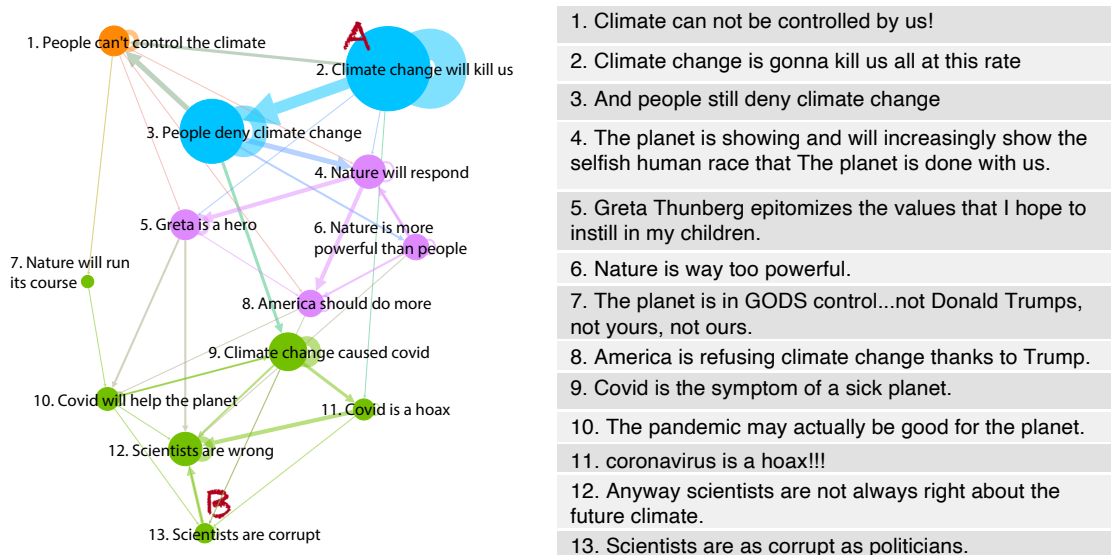 A
1. People can't control the climate
2. Climate change will kill us
3. People deny climate change
4. Nature will respond
5. Greta is a hero
6. Nature is more
powerful than people
7. Nature will run
its course
8. America should do more
9. Climate change caused covid
10. Covid will help the planet
11. Covid is a hoax
12. Scientists are wrong
B
13. Scientists are corrupt
1. Climate can not be controlled by us!
2. Climate change is gonna kill us all at this rate
3. And people still deny climate change
4. The planet is showing and will increasingly show the
selfish human race that The planet is done with us.
5. Greta Thunberg epitomizes the values that I hope to
instill in my children.
6. Nature is way too powerful.
7. The planet is in GODS control...not Donald Trumps,
not yours, not ours.
8. America is refusing climate change thanks to Trump.
9. Covid is the symptom of a sick planet.
10. The pandemic may actually be good for the planet.
11. coronavirus is a hoax!!!
12. Anyway scientists are not always right about the
future climate.
13. Scientists are as corrupt as politicians.